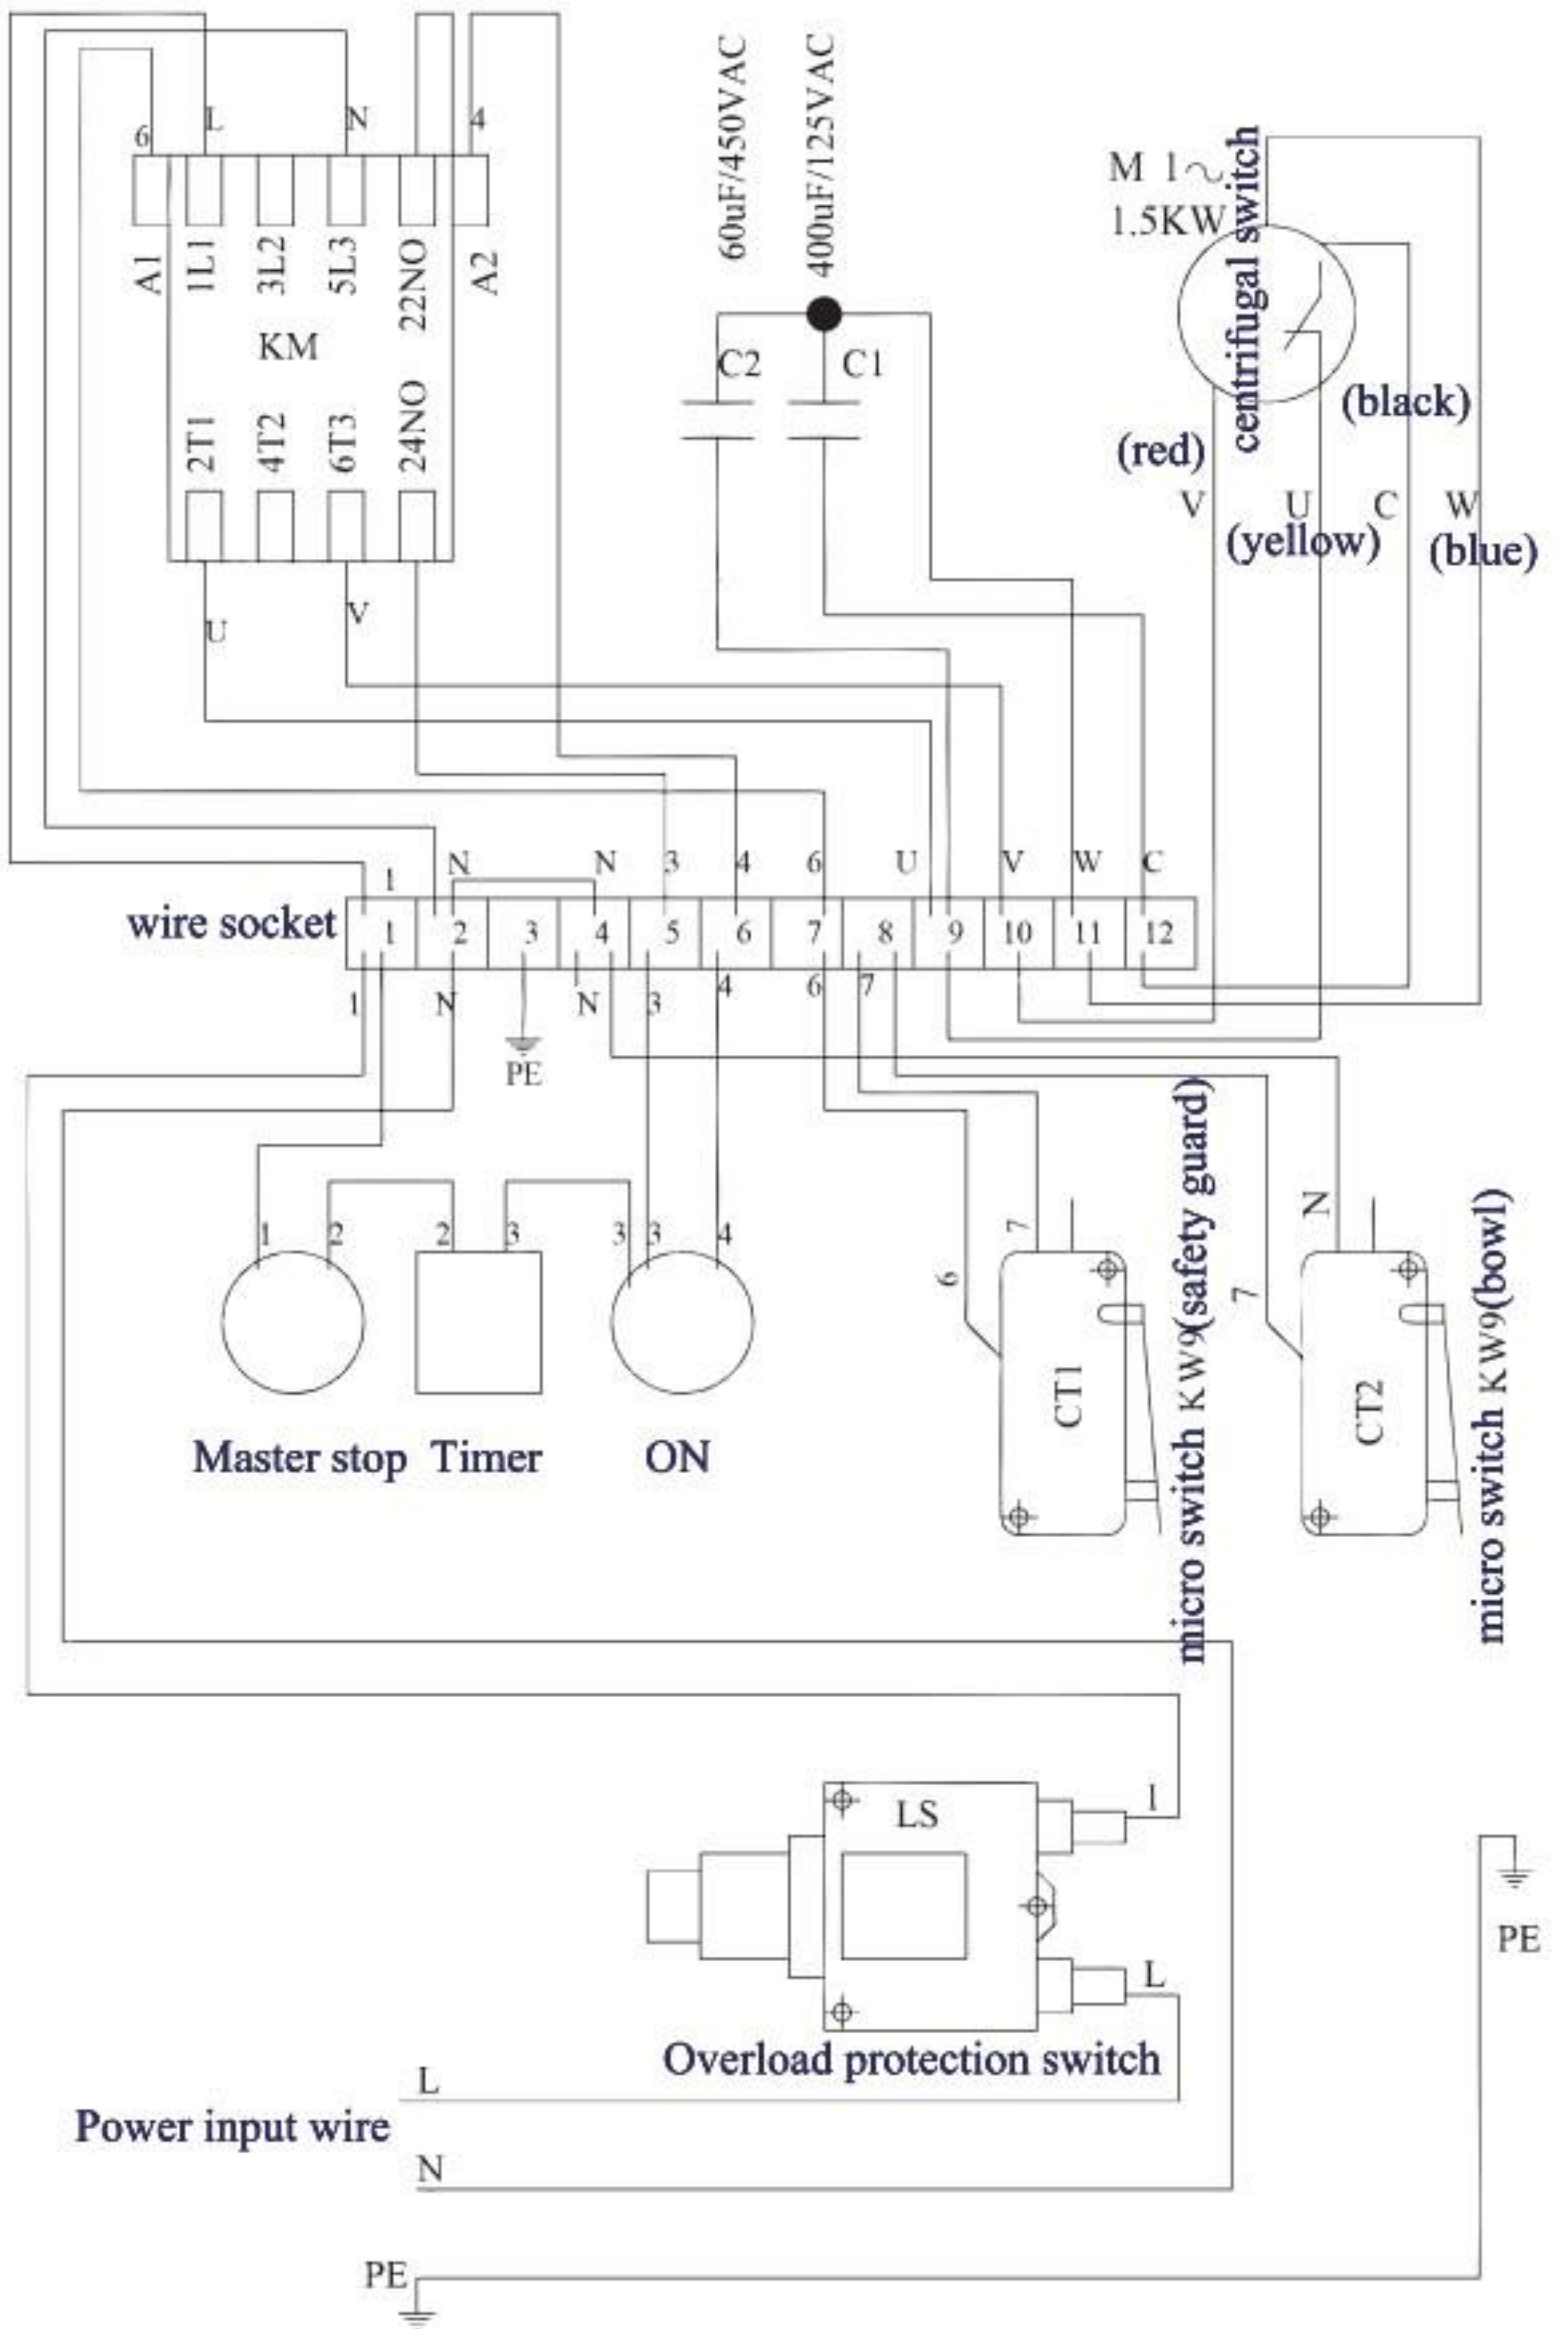 6
L
N
4
A1
1L1
3L2
5L3
22NO
A2
KM
2T1
4T2
6T3
24NO
U
V
60uF/450VAC
400uF/125VAC
C2
C1
M 1~
1.5KW
centrifugal switch
(red)
(black)
V
U
C
W
(yellow)
(blue)
1
N
N
3
4
6
U
V
W
C
wire socket
1
2
3
4
5
6
7
8
9
10
11
12
1
N
PE
N
3
4
6
7
1
2
2
3
3
3
4
Master stop
Timer
ON
6
7
CT1
micro switch KW9(safety guard)
7
N
CT2
micro switch KW9(bowl)
LS
1
L
Overload protection switch
L
Power input wire
N
PE
PE